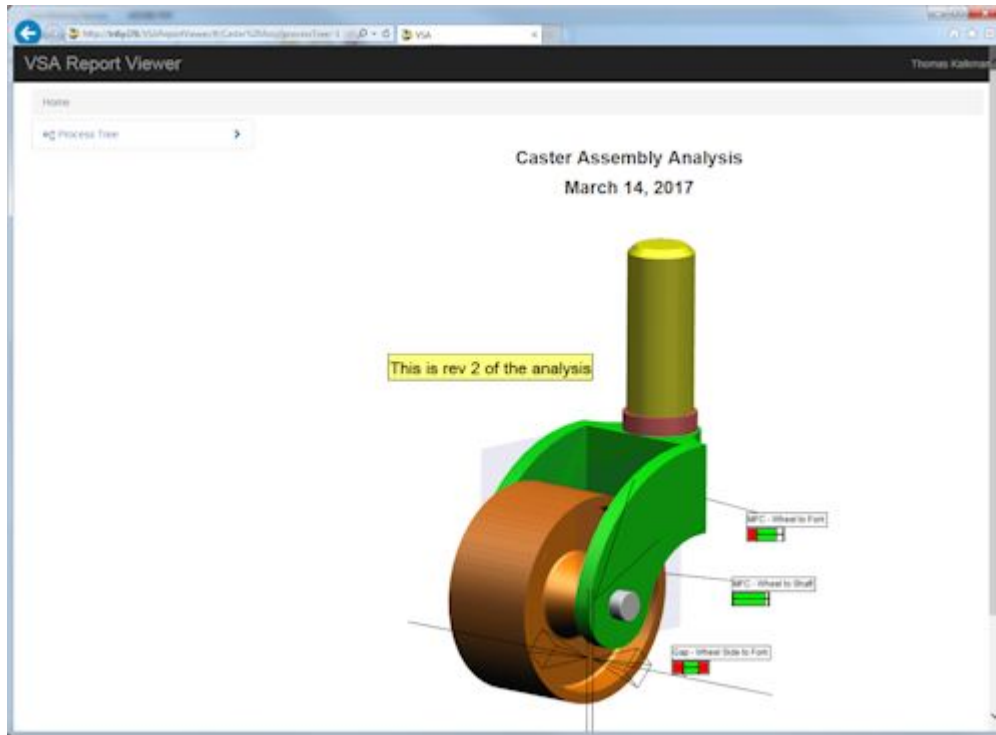 VSA
VSA Report Viewer
Thomas
Home
Process Tree
Caster Assembly Analysis
March 14, 2017
This is rev 2 of the analysis
MFC - Wheel to Fork
MFC - Wheel to Shaft
Gap - Wheel Side to Fork